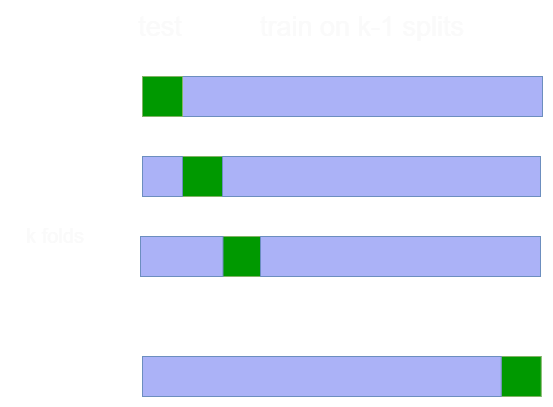 test train on k-1 splits
k folds